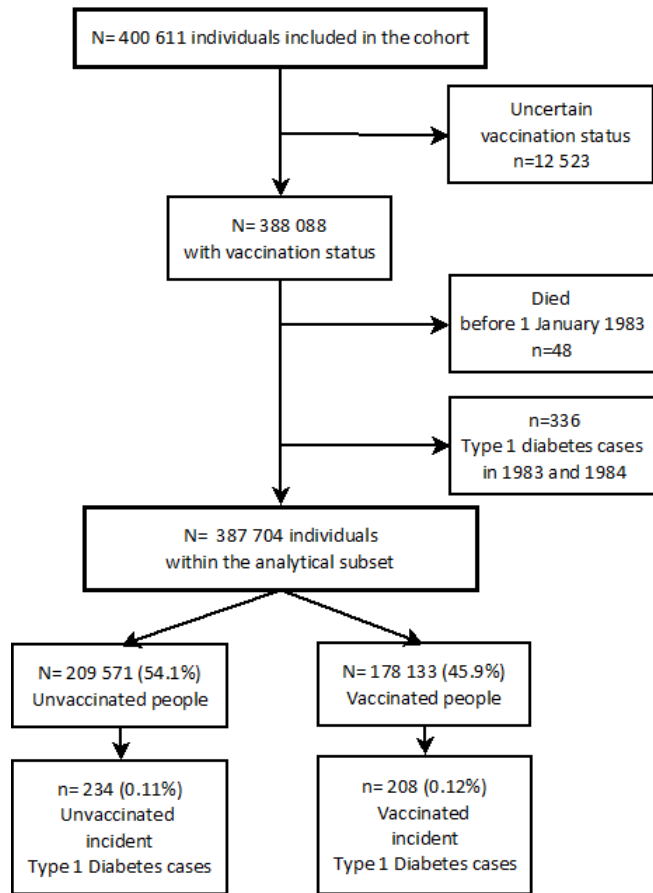 N= 400 611 individuals included in the cohort
Uncertain
vaccination status
n=12 523
N= 388 088
with vaccination status
Died
before 1 January 1983
n=48
n=336
Type 1 diabetes cases
in 1983 and 1984
N= 387 704 individuals
within the analytical subset
N= 209 571 (54.1%)
Unvaccinated people
N= 178 133 (45.9%)
Vaccinated people
n= 234 (0.11%)
Unvaccinated
incident
Type 1 Diabetes cases
n= 208 (0.12%)
Vaccinated
incident
Type 1 Diabetes cases